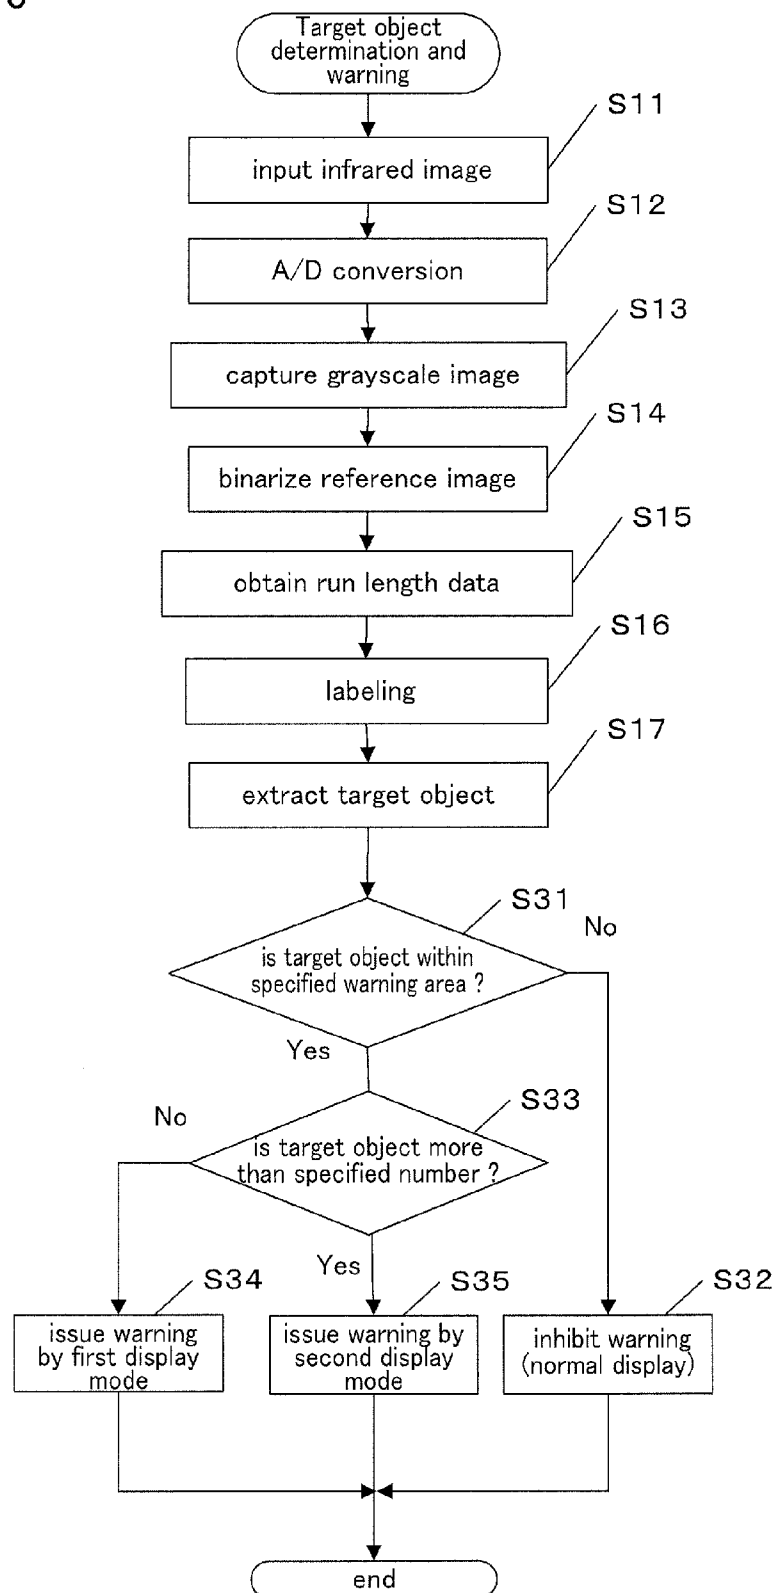 Target object
determination and
warning
S11
input infrared image
S12
A/D conversion
S13
capture grayscale image
S14
binarize reference image
S15
obtain run length data
S16
labeling
S17
extract target object
S31
No
is target object within
specified warning area ?
Yes
S33
No
is target object more
than specified number ?
Yes
S34
S35
S32
issue warning
by first display
mode
issue warning by
second display
mode
inhibit warning
(normal display)
end